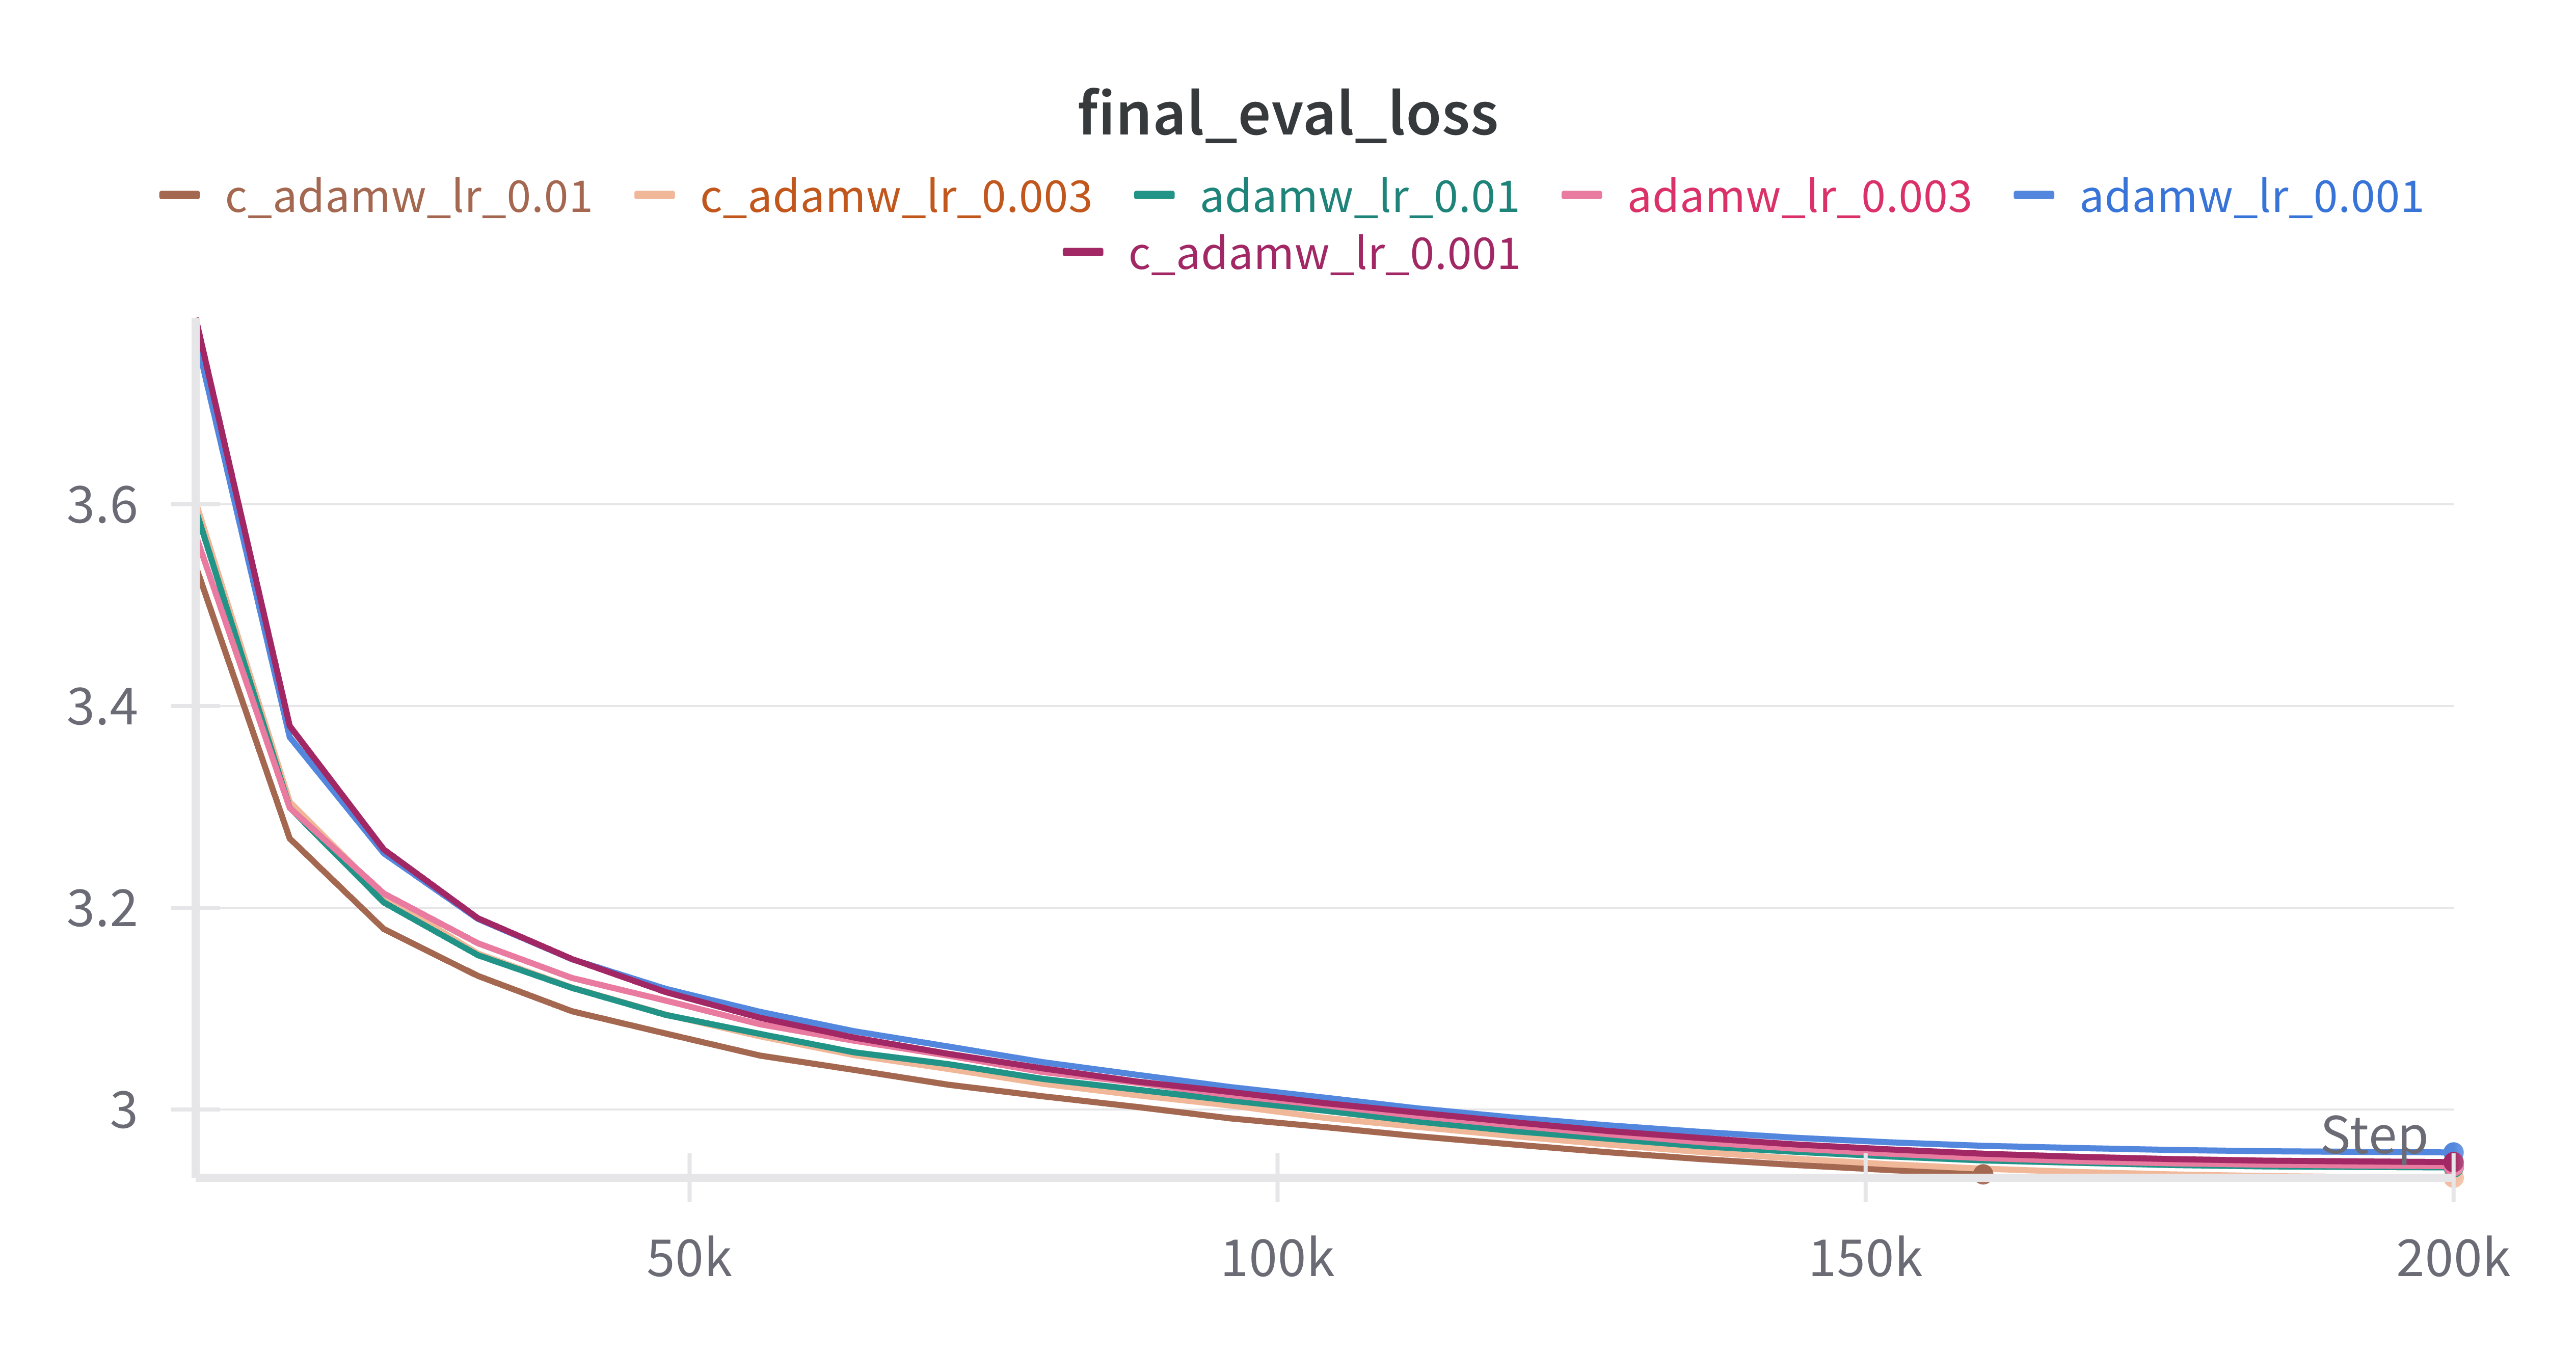 final_eval_loss
c_adamw_lr_0.01 c_adamw_lr_0.003 adamw_lr_0.01 adamw_lr_0.003 adamw_lr_0.001
c_adamw_lr_0.001
3.6
3.4
3.2
3
Step
50k 100k 150k 200k